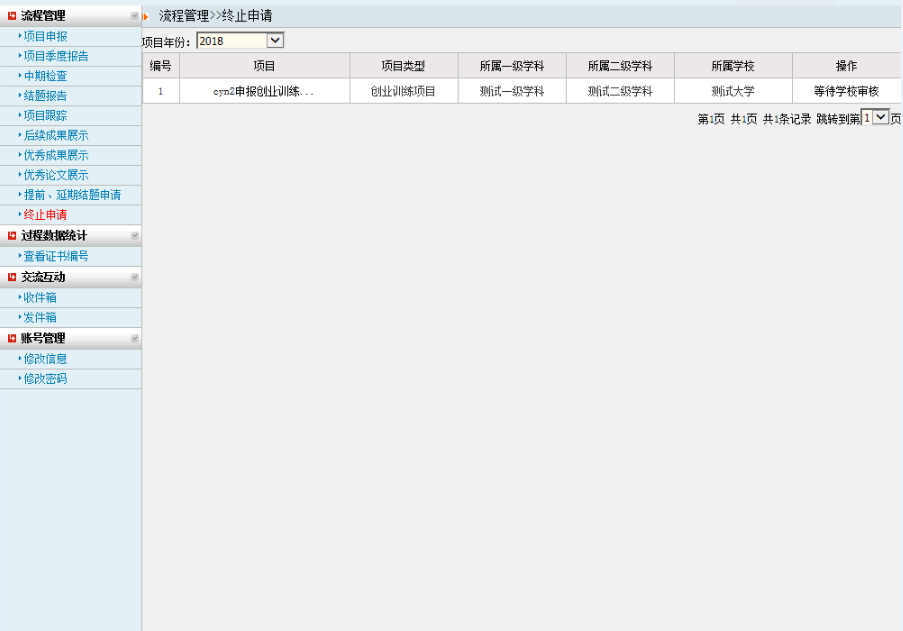 流程管理
项目申报
项目季度报告
中期检查
结题报告
项目跟踪
后续成果展示
优秀成果展示
优秀论文展示
提前、延期结题申请
终止申请
过程数据统计
查看证书编号
交流互动
收件箱
发件箱
账号管理
修改信息
修改密码
流程管理>>终止申请
项目年份: 2018
编号 项目 项目类型 所属一级学科 所属二级学科 所属学校 操作
1 cyn2申报创业训练... 创业训练项目 测试一级学科 测试二级学科 测试大学 等待学校审核
第1页 共1页 共1条记录 跳转到第1页